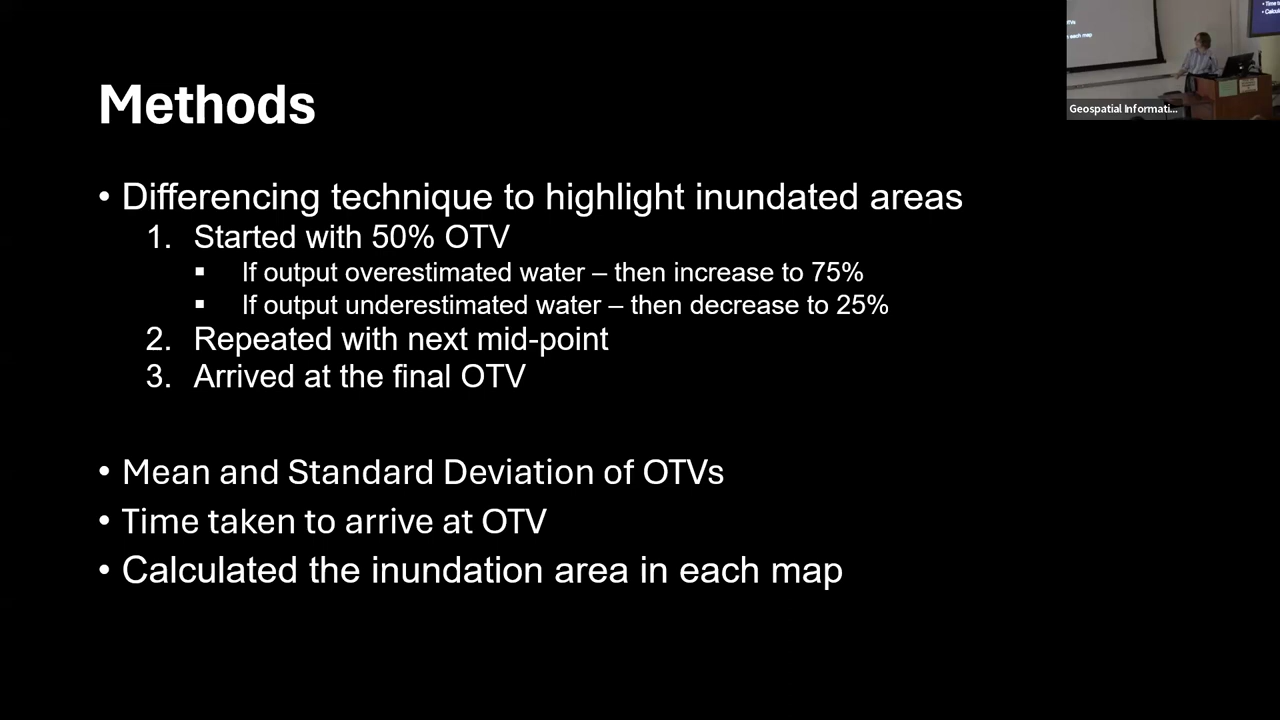 Methods
• Differencing technique to highlight inundated areas
1. Started with 50% OTV
▪ If output overestimated water – then increase to 75%
▪ If output underestimated water – then decrease to 25%
2. Repeated with next mid-point
3. Arrived at the final OTV
• Mean and Standard Deviation of OTVs
• Time taken to arrive at OTV
• Calculated the inundation area in each map
Geospatial Informati...